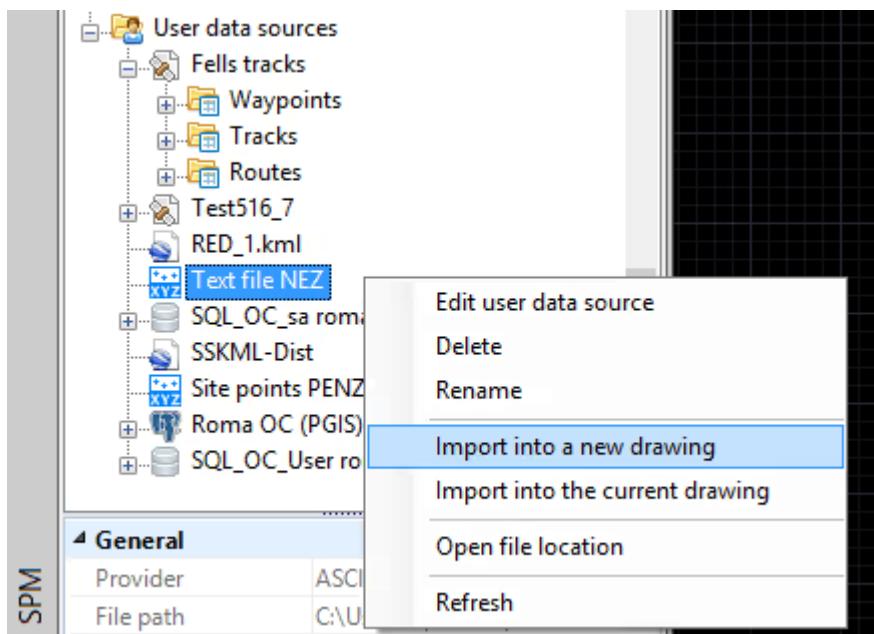 User data sources
Fells tracks
Waypoints
Tracks
Routes
Test516_7
RED_1.kml
XYZ Text file NEZ
Edit user data source
SQL_OC_sa roma
Delete
SSKML-Dist
XYZ Site points PENZ
Rename
Roma OC (PGIS)
Import into a new drawing
SQL_OC_User ro
Import into the current drawing
General
Open file location
Provider ASCI
Refresh
File path C:\U
SPM